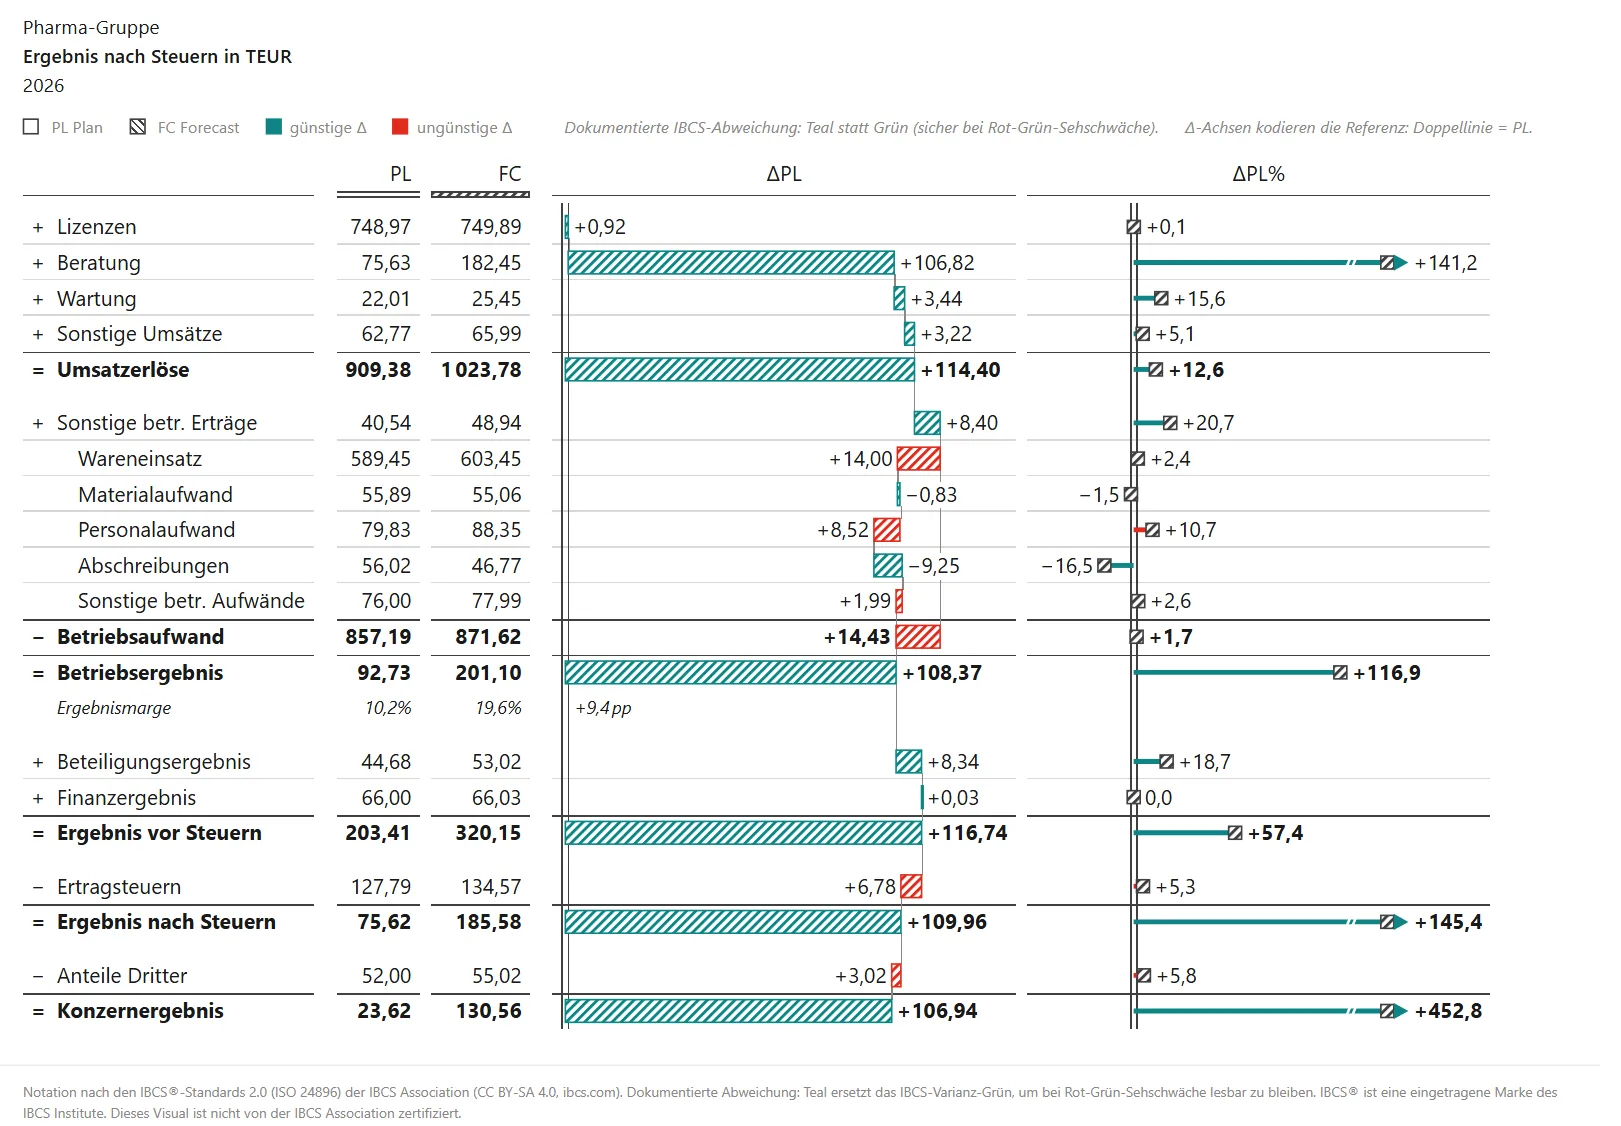 Pharma-Gruppe
Ergebnis nach Steuern in TEUR
2026
PL Plan FC Forecast günstige Δ ungünstige Δ Dokumentierte IBCS-Abweichung: Teal statt Grün (sicher bei Rot-Grün-Sehschwäche). Δ-Achsen kodieren die Referenz: Doppellinie = PL.
PL FC ΔPL ΔPL%
+ Lizenzen 748,97 749,89 +0,92 +0,1
+ Beratung 75,63 182,45 +106,82 +141,2
+ Wartung 22,01 25,45 +3,44 +15,6
+ Sonstige Umsätze 62,77 65,99 +3,22 +5,1
= Umsatzerlöse 909,38 1 023,78 +114,40 +12,6
+ Sonstige betr. Erträge 40,54 48,94 +8,40 +20,7
Wareneinsatz 589,45 603,45 +14,00 +2,4
Materialaufwand 55,89 55,06 −0,83 −1,5
Personalaufwand 79,83 88,35 +8,52 +10,7
Abschreibungen 56,02 46,77 −9,25 −16,5
Sonstige betr. Aufwände 76,00 77,99 +1,99 +2,6
− Betriebsaufwand 857,19 871,62 +14,43 +1,7
= Betriebsergebnis 92,73 201,10 +108,37 +116,9
Ergebnismarge 10,2% 19,6% +9,4 pp
+ Beteiligungsergebnis 44,68 53,02 +8,34 +18,7
+ Finanzergebnis 66,00 66,03 +0,03 0,0
= Ergebnis vor Steuern 203,41 320,15 +116,74 +57,4
− Ertragsteuern 127,79 134,57 +6,78 +5,3
= Ergebnis nach Steuern 75,62 185,58 +109,96 +145,4
− Anteile Dritter 52,00 55,02 +3,02 +5,8
= Konzernergebnis 23,62 130,56 +106,94 +452,8
Notation nach den IBCS®-Standards 2.0 (ISO 24896) der IBCS Association (CC BY-SA 4.0, ibcs.com). Dokumentierte Abweichung: Teal ersetzt das IBCS-Varianz-Grün, um bei Rot-Grün-Sehschwäche lesbar zu bleiben. IBCS® ist eine eingetragene Marke des
IBCS Institute. Dieses Visual ist nicht von der IBCS Association zertifiziert.